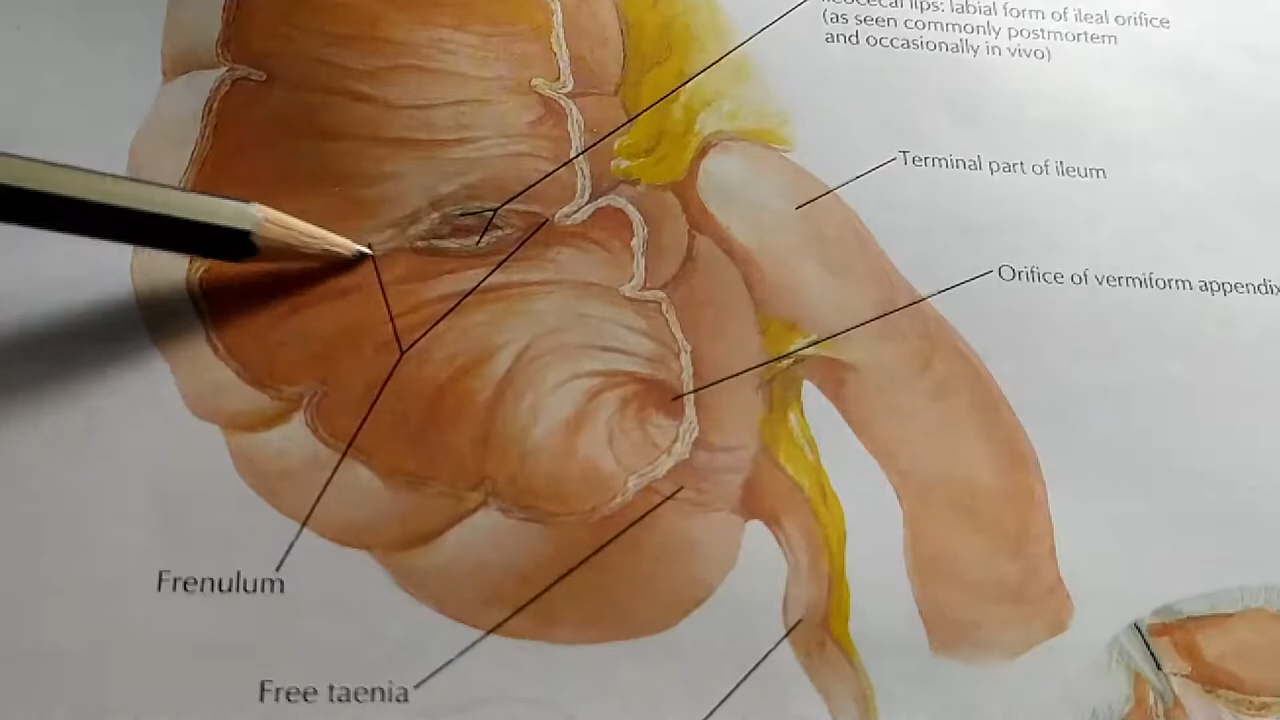 lips: labial form of ileal orifice
(as seen commonly postmortem
and occasionally in vivo)
Terminal part of ileum
Orifice of vermiform appendix
Frenulum
Free taenia